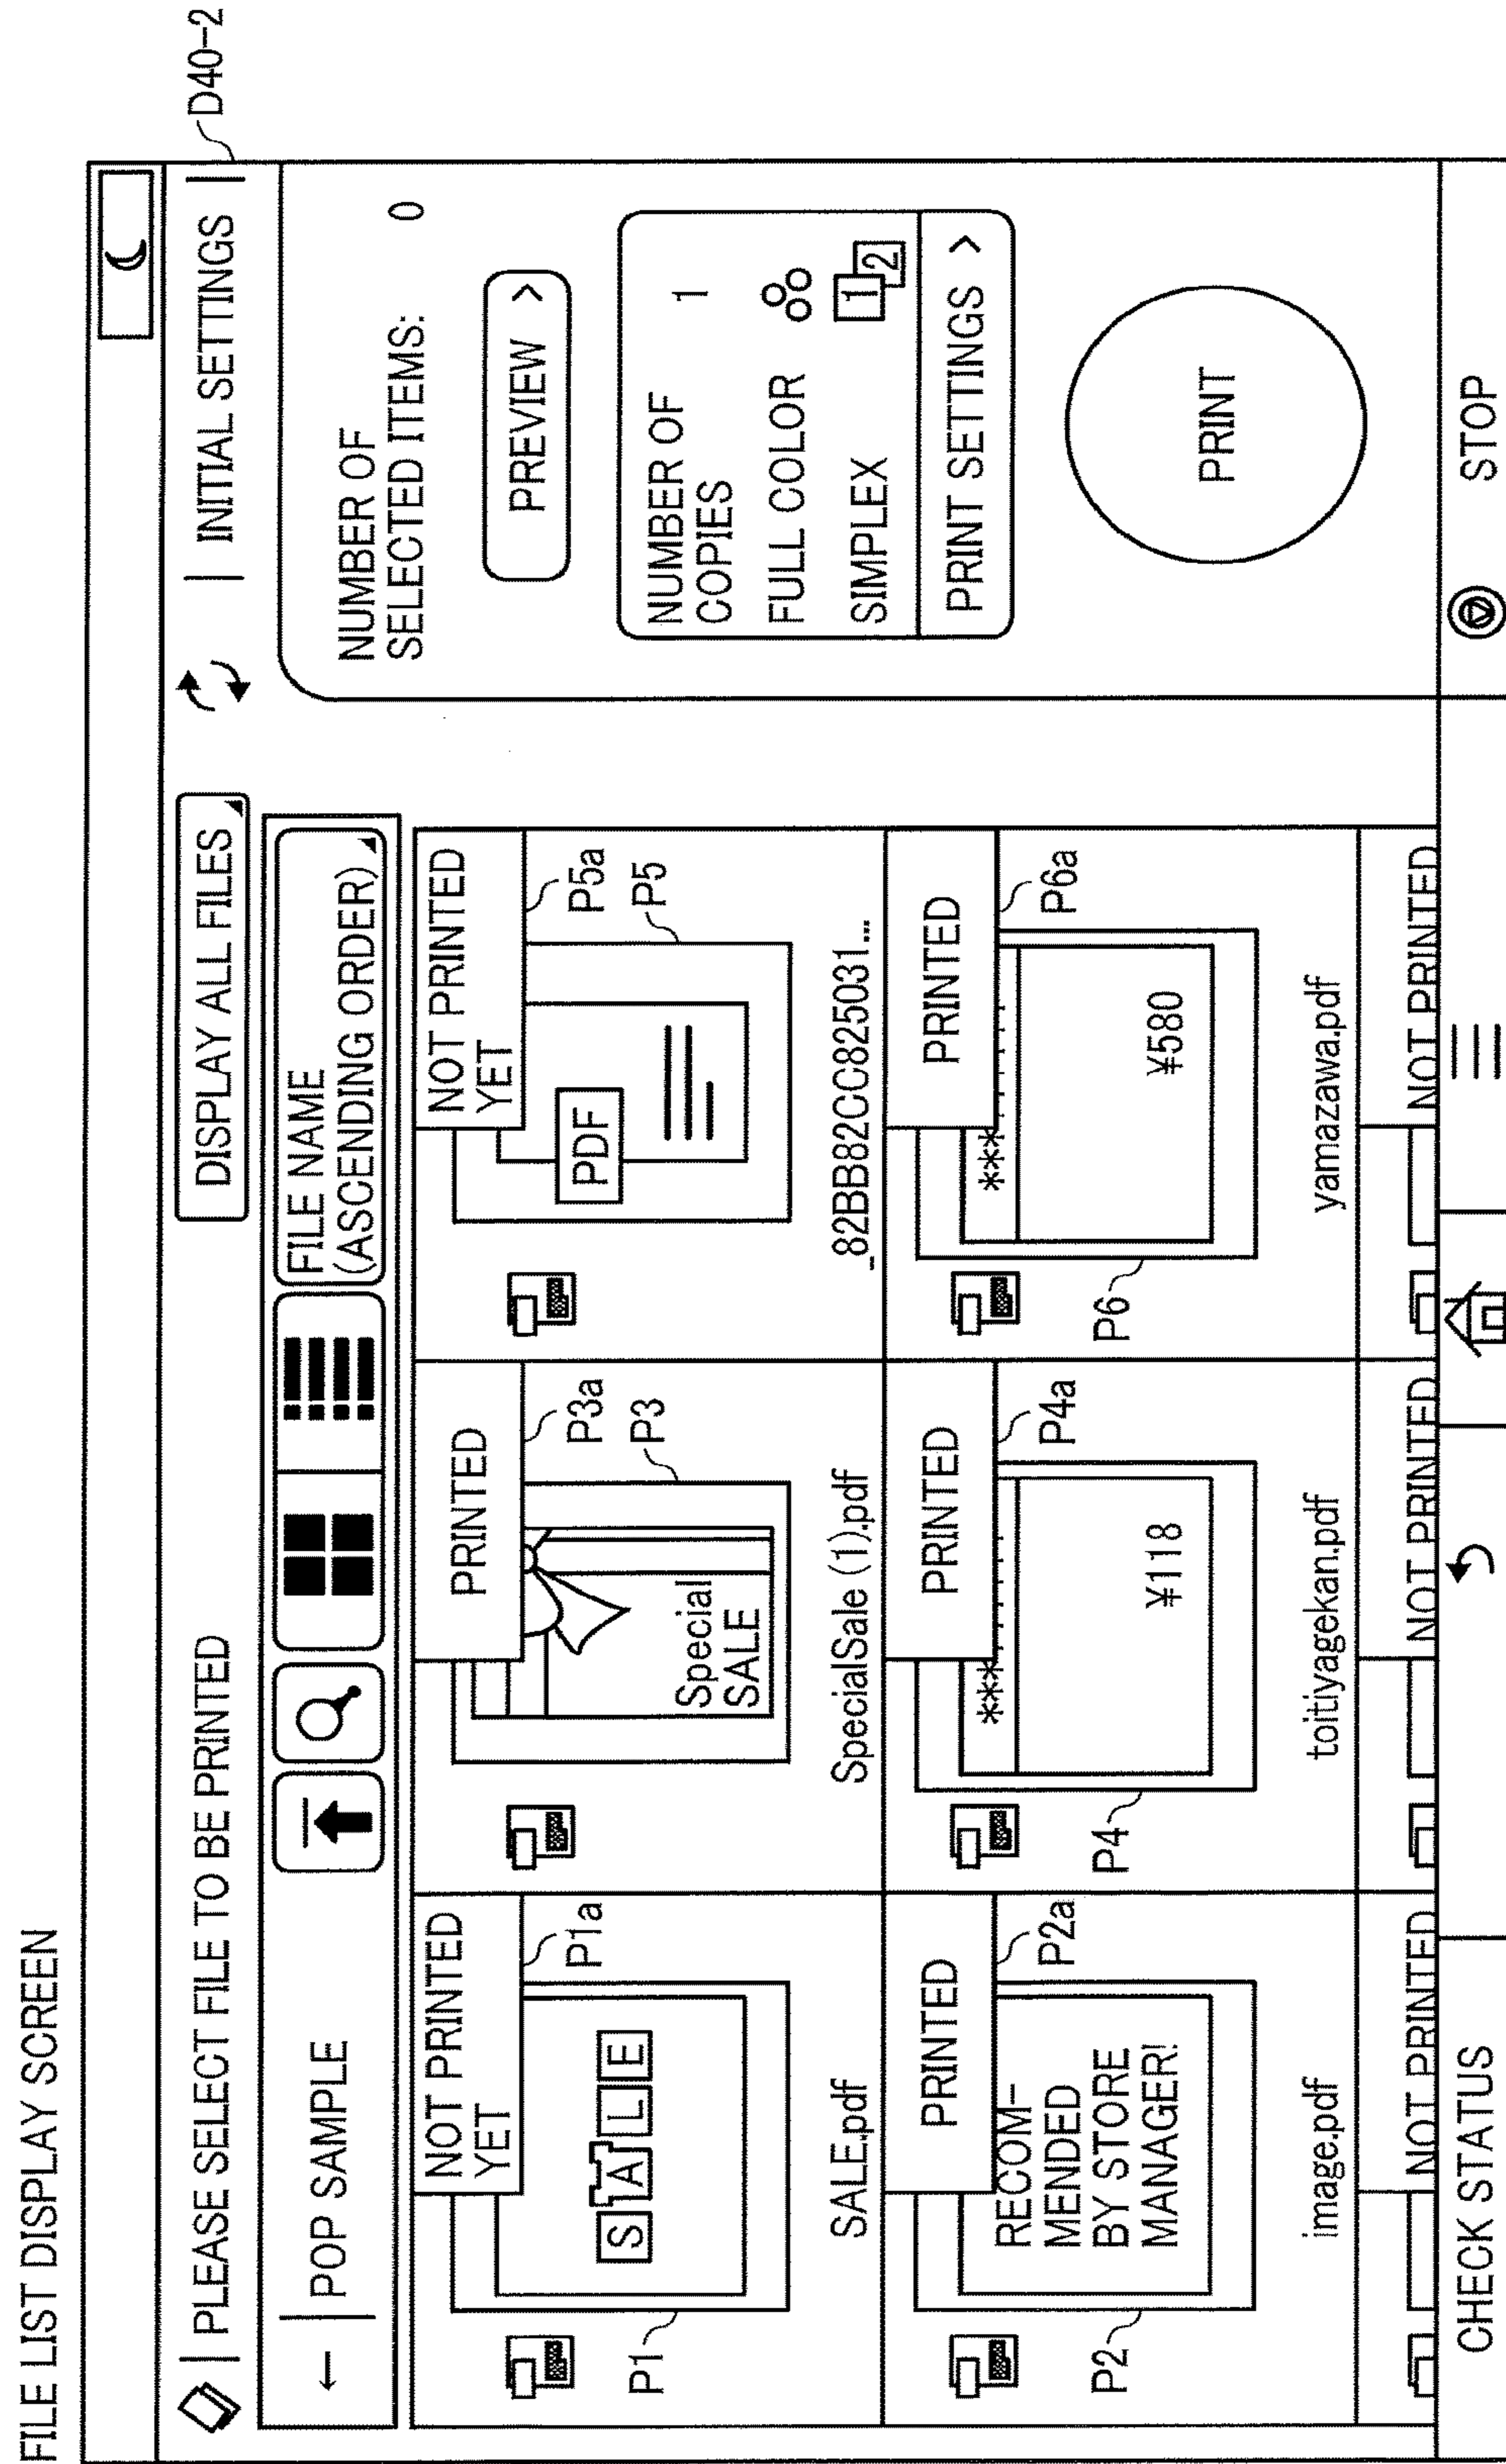 FILE LIST DISPLAY SCREEN
D40-2
PLEASE SELECT FILE TO BE PRINTED
DISPLAY ALL FILES
INITIAL SETTINGS
← POP SAMPLE
FILE NAME
(ASCENDING ORDER)
NOT PRINTED
YET
P1a
P1
SALE
SALE.pdf
PRINTED
P3a
P3
Special
SALE
SpecialSale (1).pdf
NOT PRINTED
YET
P5a
P5
PDF
_82BB82CC825031...
PRINTED
P2a
P2
RECOM-
MENDED
BY STORE
MANAGER!
image.pdf
PRINTED
P4a
P4
***
¥118
toitiyagekan.pdf
PRINTED
P6a
P6
***
¥580
yamazawa.pdf
NOT PRINTED
NOT PRINTED
NOT PRINTED
NUMBER OF
SELECTED ITEMS: 0
PREVIEW >
NUMBER OF
COPIES 1
FULL COLOR
SIMPLEX 1 2
PRINT SETTINGS >
PRINT
CHECK STATUS
STOP